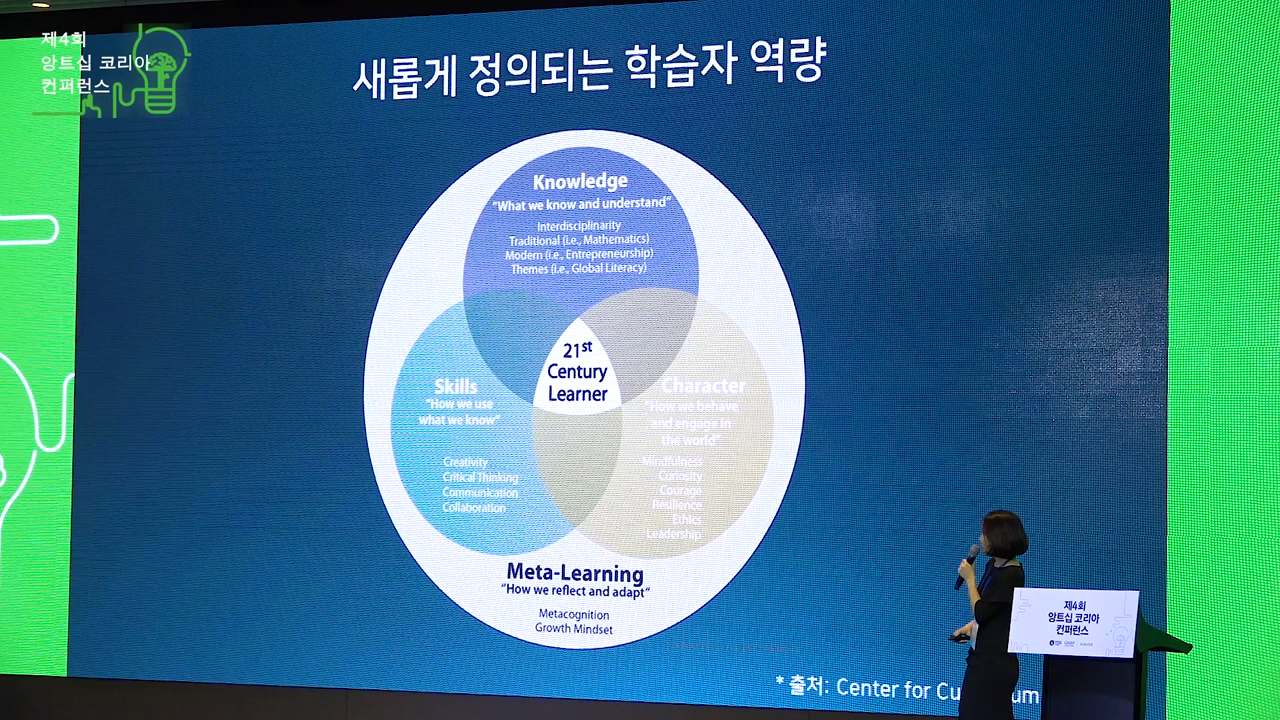 제4회
앙트십 코리아
컨퍼런스
새롭게 정의되는 학습자 역량
Knowledge
“What we know and understand”
Interdisciplinarity
Traditional (i.e., Mathematics)
Modern (i.e., Entrepreneurship)
Themes (i.e., Global Literacy)
21st
Century
Learner
Skills
“How we use
what we know”
Creativity
Critical Thinking
Communication
Collaboration
Character
“How we behave
and engage in
the world”
Mindfulness
Curiosity
Courage
Resilience
Ethics
Leadership
Meta-Learning
“How we reflect and adapt”
Metacognition
Growth Mindset
* 출처: Center for Cu um
제4회
앙트십 코리아
컨퍼런스